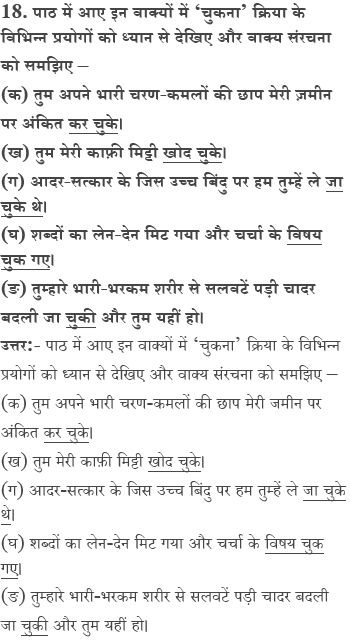 18. पाठ में आए इन वाक्यों में ‘चुकना’ क्रिया के
विभिन्न प्रयोगों को ध्यान से देखिए और वाक्य संरचना
को समझिए –
(क) तुम अपने भारी चरण-कमलों की छाप मेरी ज़मीन
पर अंकित कर चुके।
(ख) तुम मेरी काफ़ी मिट्टी खोद चुके।
(ग) आदर-सत्कार के जिस उच्च बिंदु पर हम तुम्हें ले जा
चुके थे।
(घ) शब्दों का लेन-देन मिट गया और चर्चा के विषय
चुक गए।
(ङ) तुम्हारे भारी-भरकम शरीर से सलवटें पड़ी चादर
बदली जा चुकी और तुम यहीं हो।
उत्तर:- पाठ में आए इन वाक्यों में ‘चुकना’ क्रिया के विभिन्न
प्रयोगों को ध्यान से देखिए और वाक्य संरचना को समझिए –
(क) तुम अपने भारी चरण-कमलों की छाप मेरी जमीन पर
अंकित कर चुके।
(ख) तुम मेरी काफ़ी मिट्टी खोद चुके।
(ग) आदर-सत्कार के जिस उच्च बिंदु पर हम तुम्हें ले जा चुके
थे।
(घ) शब्दों का लेन-देन मिट गया और चर्चा के विषय चुक
गए।
(ङ) तुम्हारे भारी-भरकम शरीर से सलवटें पड़ी चादर बदली
जा चुकी और तुम यहीं हो।